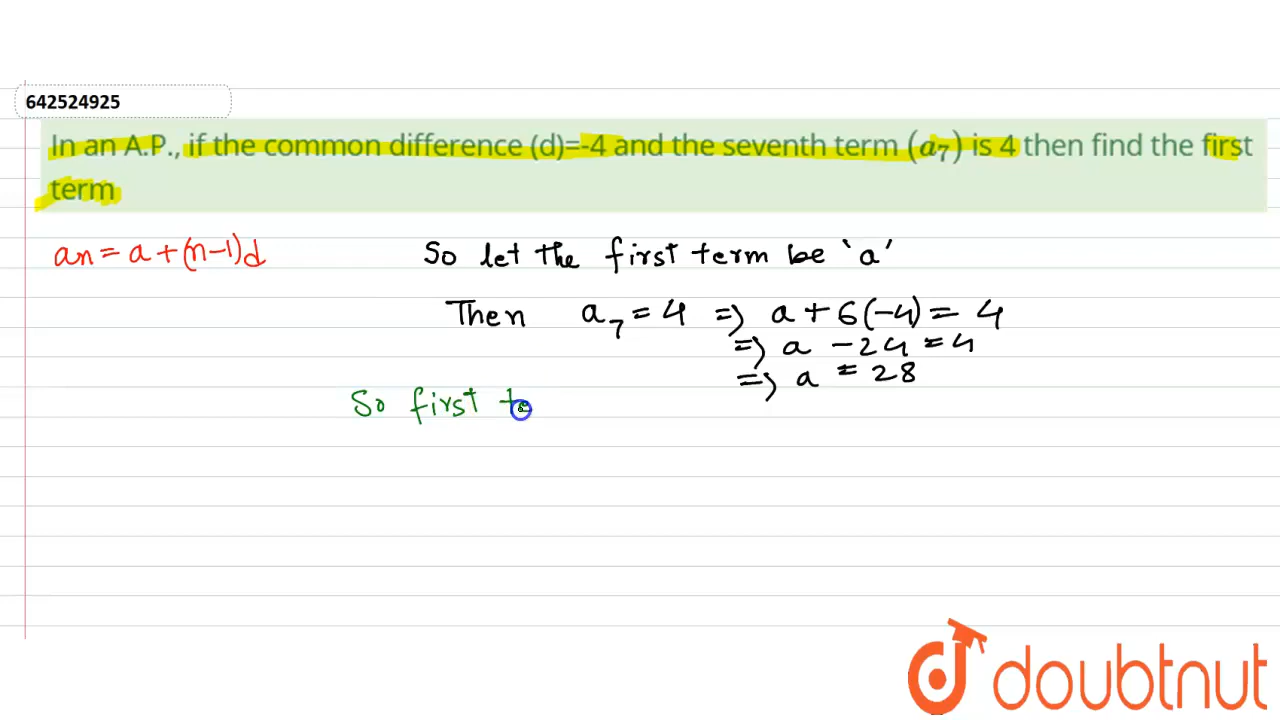 642524925
In an A.P., if the common difference (d)=-4 and the seventh term (a₇) is 4 then find the first
term
an = a + (n-1)d
So let the first term be 'a'
Then a₇ = 4 => a + 6(-4) = 4
=> a - 24 = 4
=> a = 28
So first te
doubtnut